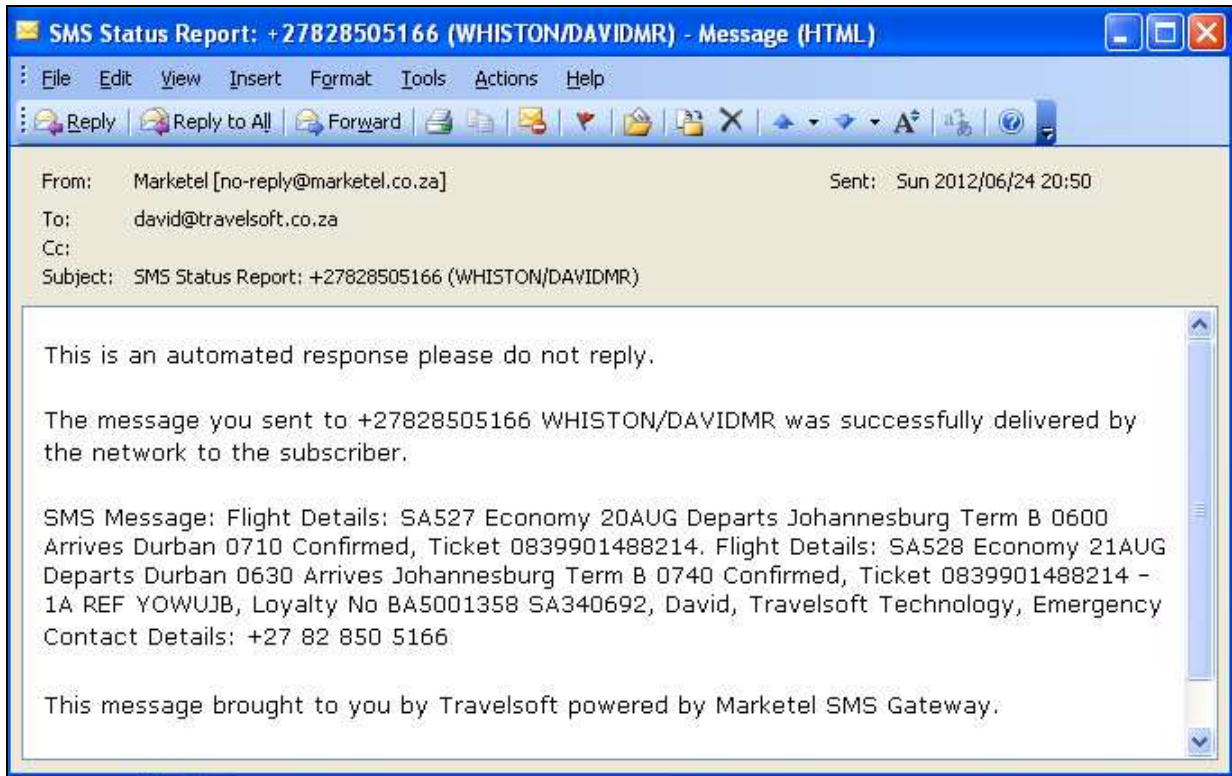 SMS Status Report: +27828505166 (WHISTON/DAVIDMR) - Message (HTML)
File Edit View Insert Format Tools Actions Help
Reply Reply to All Forward
From: Marketel [no-reply@marketel.co.za] Sent: Sun 2012/06/24 20:50
To: david@travelsoft.co.za
Cc:
Subject: SMS Status Report: +27828505166 (WHISTON/DAVIDMR)
This is an automated response please do not reply.
The message you sent to +27828505166 WHISTON/DAVIDMR was successfully delivered by
the network to the subscriber.
SMS Message: Flight Details: SA527 Economy 20AUG Departs Johannesburg Term B 0600
Arrives Durban 0710 Confirmed, Ticket 0839901488214. Flight Details: SA528 Economy 21AUG
Departs Durban 0630 Arrives Johannesburg Term B 0740 Confirmed, Ticket 0839901488214 –
1A REF YOWUJB, Loyalty No BA5001358 SA340692, David, Travelsoft Technology, Emergency
Contact Details: +27 82 850 5166
This message brought to you by Travelsoft powered by Marketel SMS Gateway.